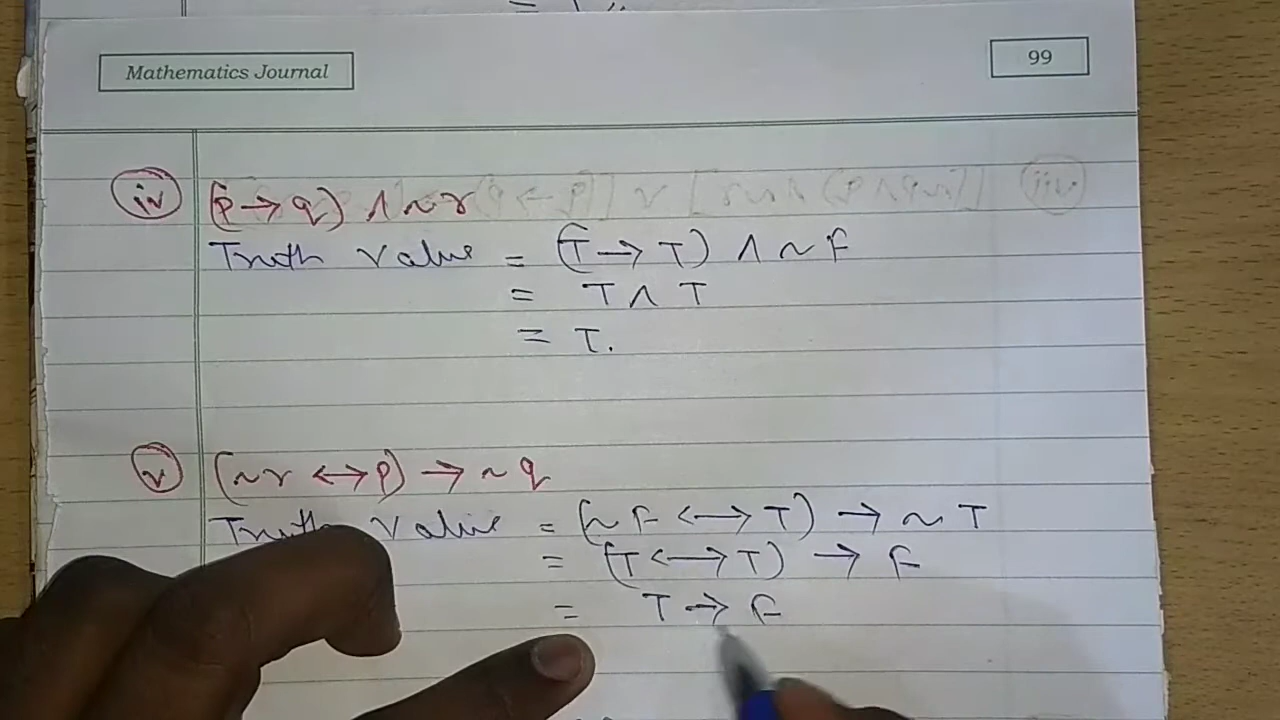 Mathematics Journal
99
iv (p → q) ∧ ~ r
Truth Value = (T → T) ∧ ~ F
= T ∧ T
= T.
v (~ r ↔ p) → ~ q
Truth Value = (~ F ↔ T) → ~ T
= (T ↔ T) → F
= T → F